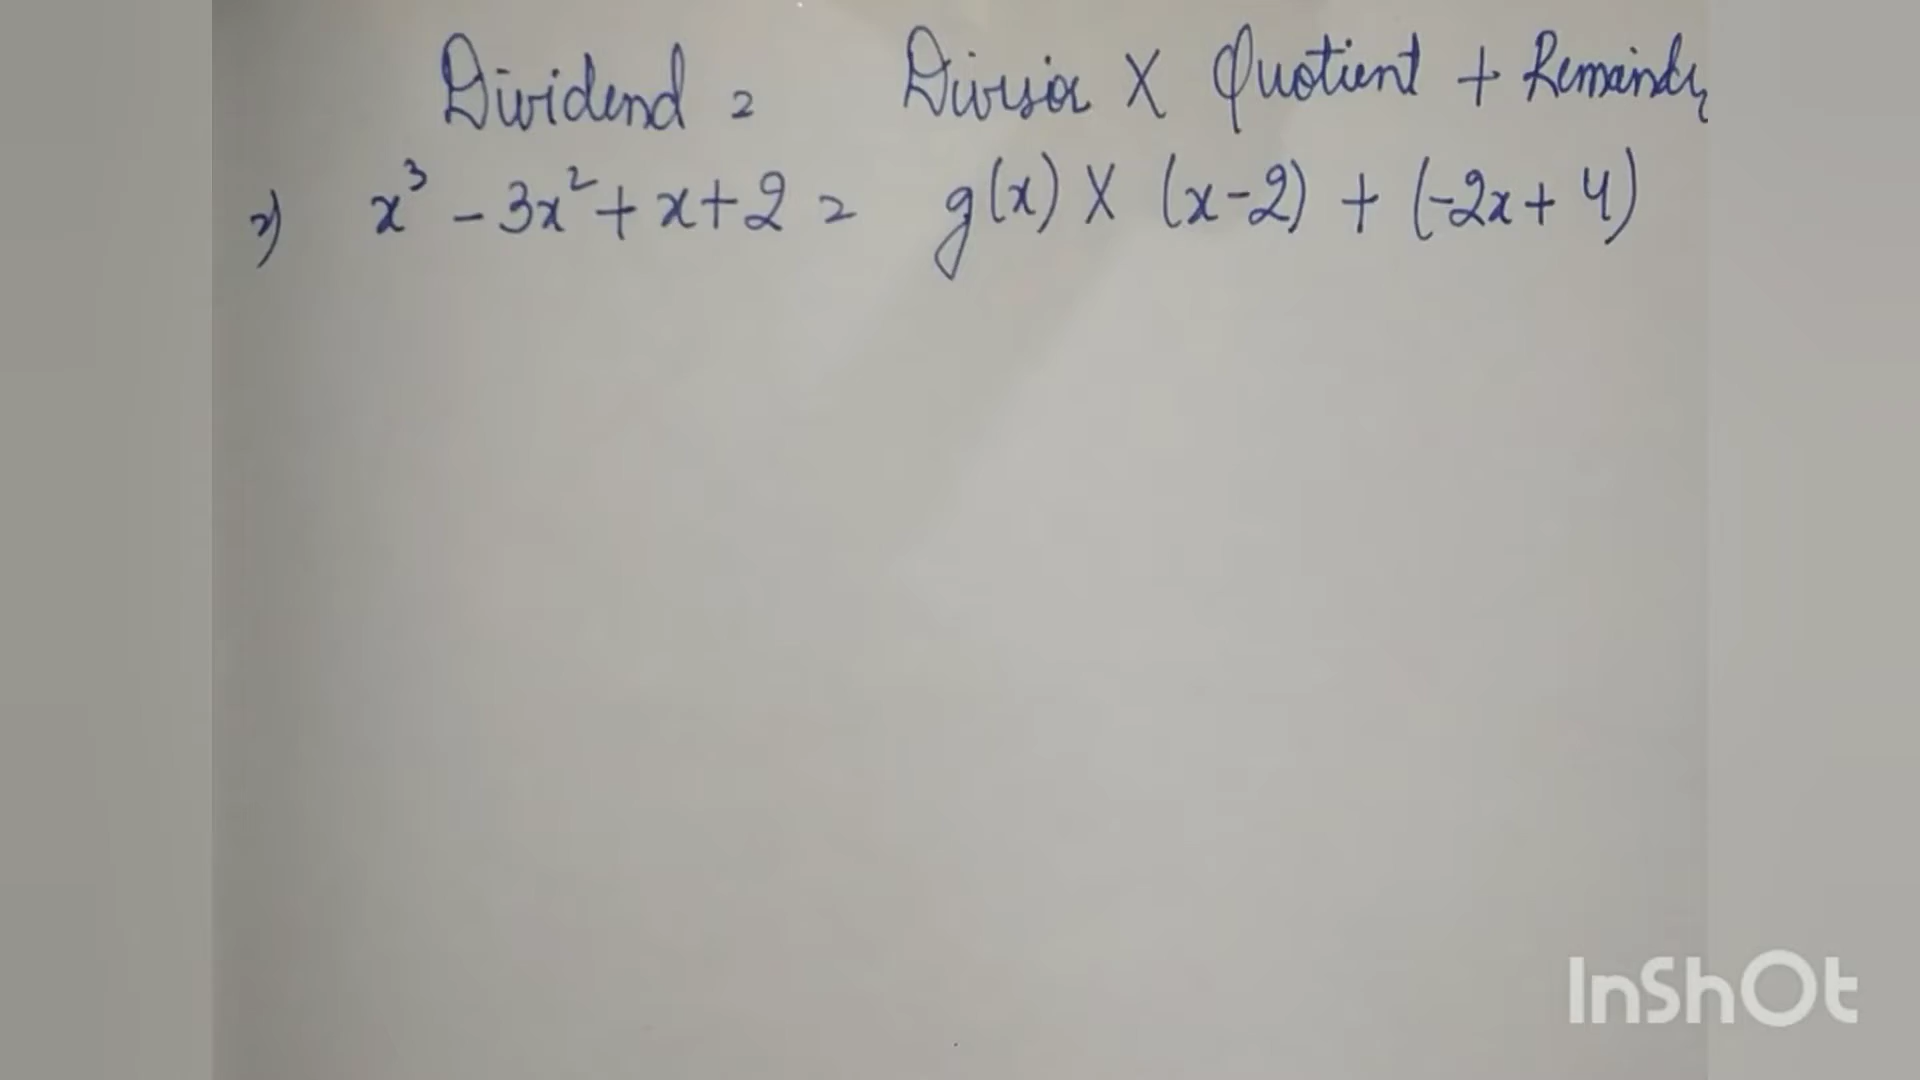 Dividend = Divisor X Quotient + Remainder
⇒ x³ - 3x² + x + 2 = g(x) X (x-2) + (-2x + 4)
InShOt